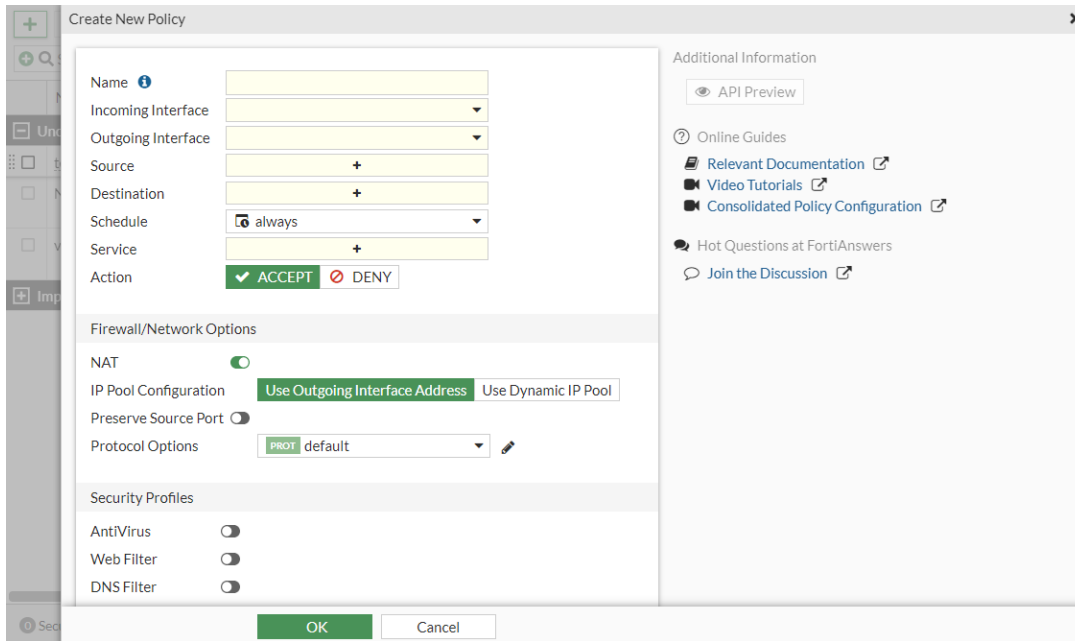 Create New Policy
Name
Incoming Interface
Outgoing Interface
Source +
Destination +
Schedule always
Service +
Action ACCEPT DENY
Firewall/Network Options
NAT
IP Pool Configuration Use Outgoing Interface Address Use Dynamic IP Pool
Preserve Source Port
Protocol Options PROT default
Security Profiles
AntiVirus
Web Filter
DNS Filter
OK Cancel
Additional Information
API Preview
Online Guides
Relevant Documentation
Video Tutorials
Consolidated Policy Configuration
Hot Questions at FortiAnswers
Join the Discussion